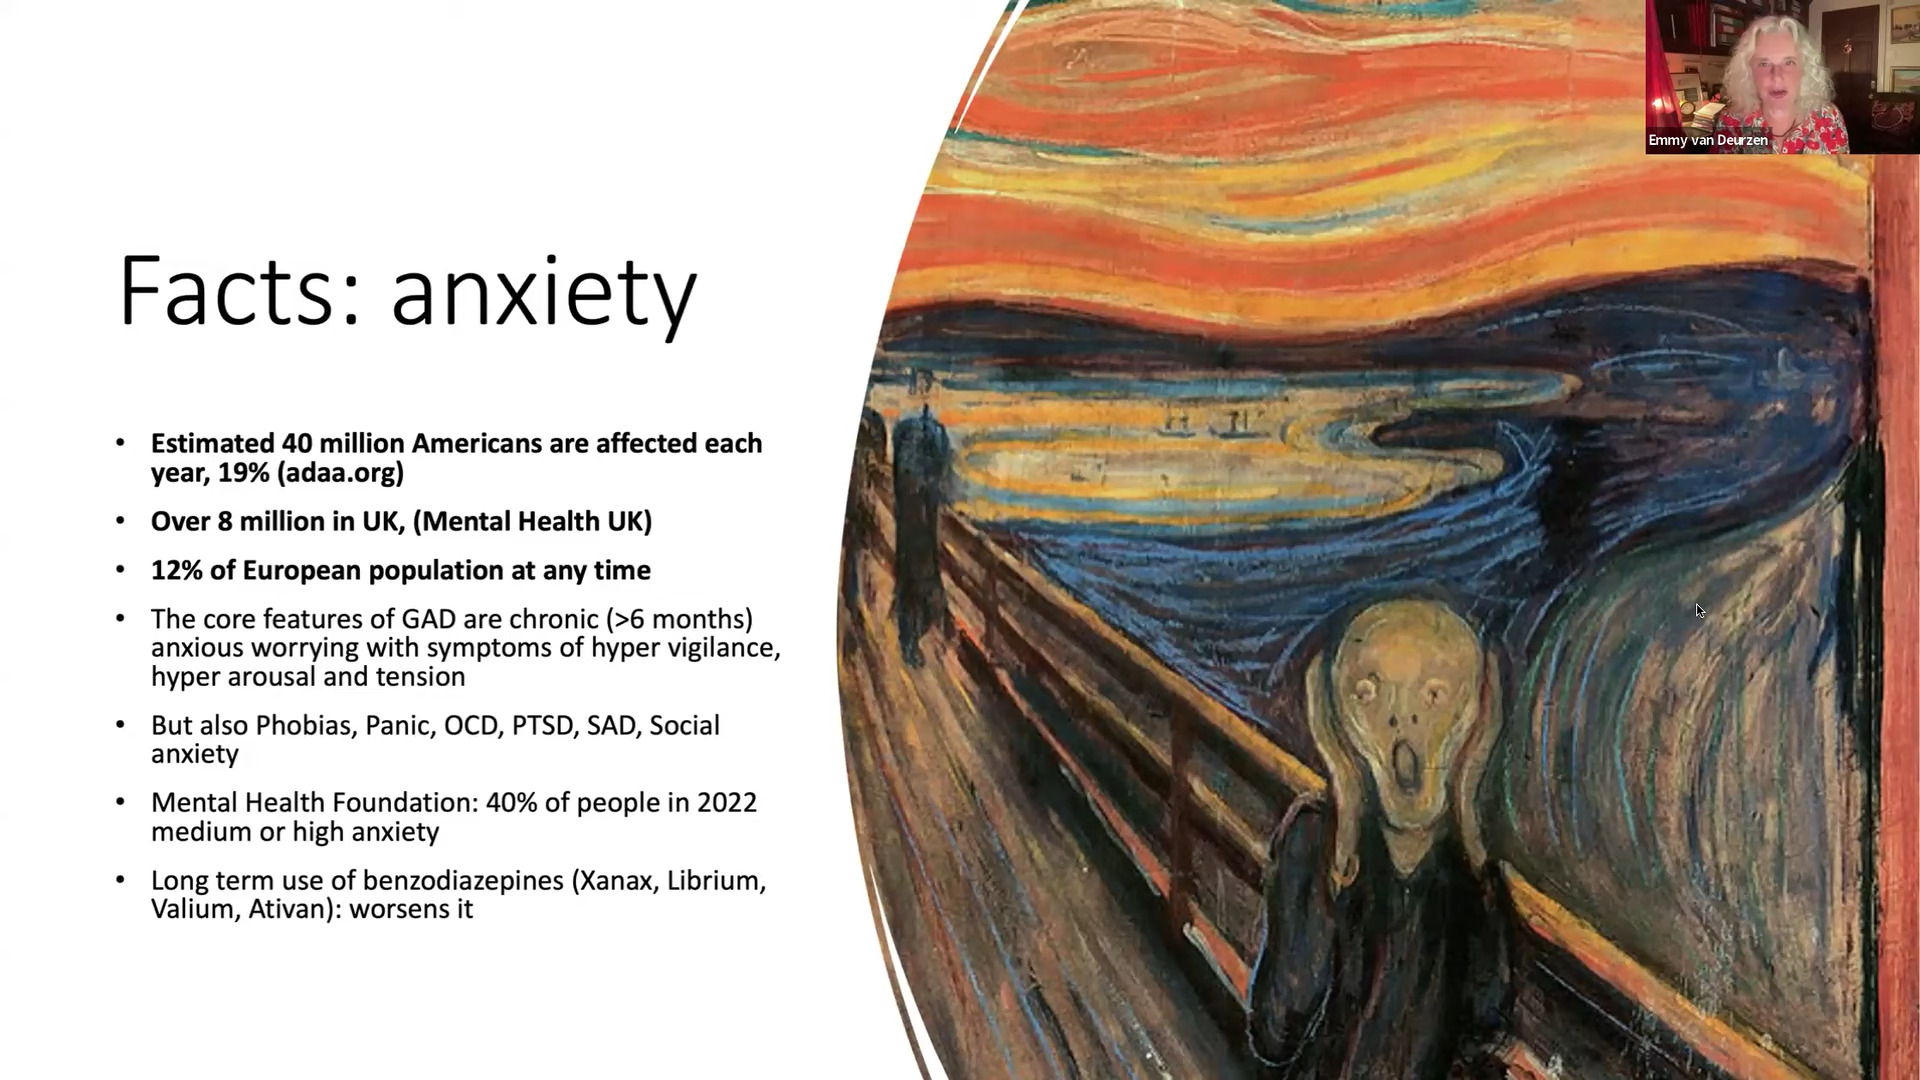 Emmy van Deurzen
Facts: anxiety
• Estimated 40 million Americans are affected each
year, 19% (adaa.org)
• Over 8 million in UK, (Mental Health UK)
• 12% of European population at any time
• The core features of GAD are chronic (>6 months)
anxious worrying with symptoms of hyper vigilance,
hyper arousal and tension
• But also Phobias, Panic, OCD, PTSD, SAD, Social
anxiety
• Mental Health Foundation: 40% of people in 2022
medium or high anxiety
• Long term use of benzodiazepines (Xanax, Librium,
Valium, Ativan): worsens it